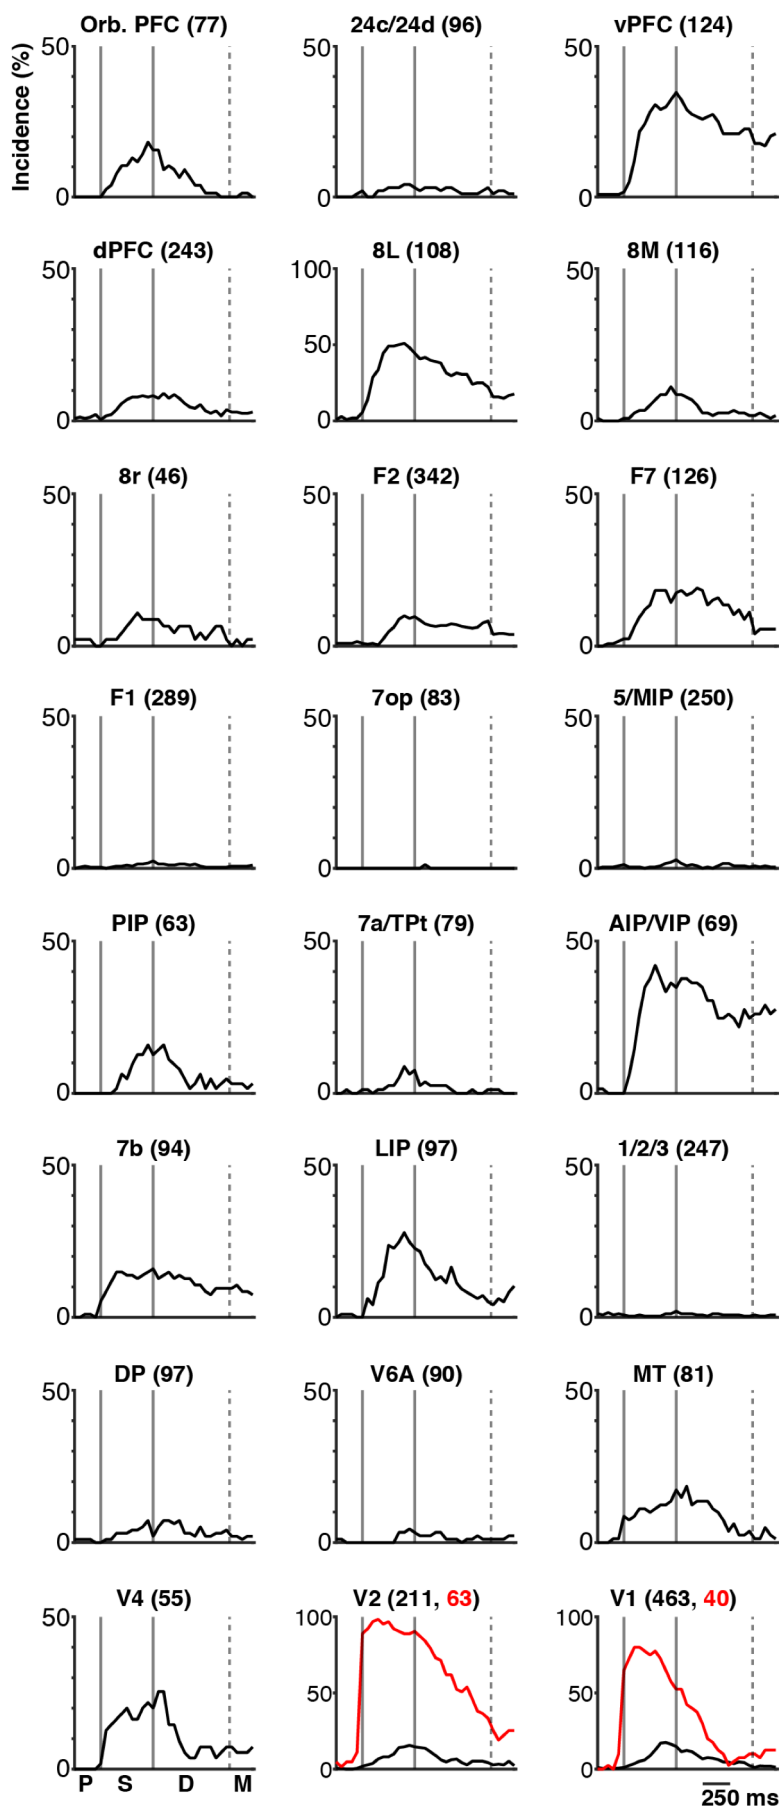 Orb. PFC (77) 24c/24d (96) vPFC (124)
Incidence (%)
50 50 50
0 0 0
dPFC (243) 8L (108) 8M (116)
50 100 50
50
0 0 0
8r (46) F2 (342) F7 (126)
50 50 50
0 0 0
F1 (289) 7op (83) 5/MIP (250)
50 50 50
0 0 0
PIP (63) 7a/TPt (79) AIP/VIP (69)
50 50 50
0 0 0
7b (94) LIP (97) 1/2/3 (247)
50 50 50
0 0 0
DP (97) V6A (90) MT (81)
50 50 50
0 0 0
V4 (55) V2 (211, 63) V1 (463, 40)
50 100 100
50 50
0 0 0
P S D M
250 ms